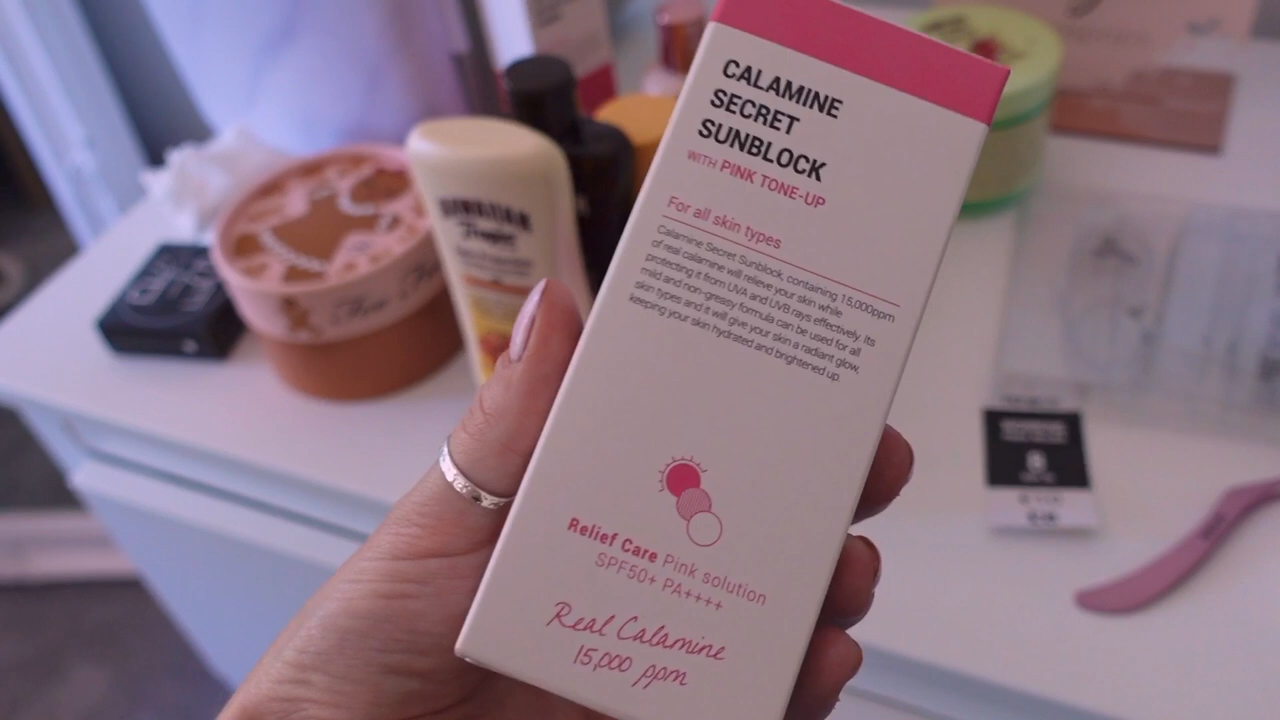 CALAMINE
SECRET
SUNBLOCK
WITH PINK TONE-UP
For all skin types
Calamine Secret Sunblock, containing 15,000ppm
of real calamine will relieve your skin while
protecting it from UVA and UVB rays effectively. Its
mild and non-greasy formula can be used for all
skin types and it will give your skin a radiant glow,
keeping your skin hydrated and brightened up.
Relief Care Pink solution
SPF50+ PA++++
Real Calamine
15,000 ppm
HAWAIIAN
Tropic